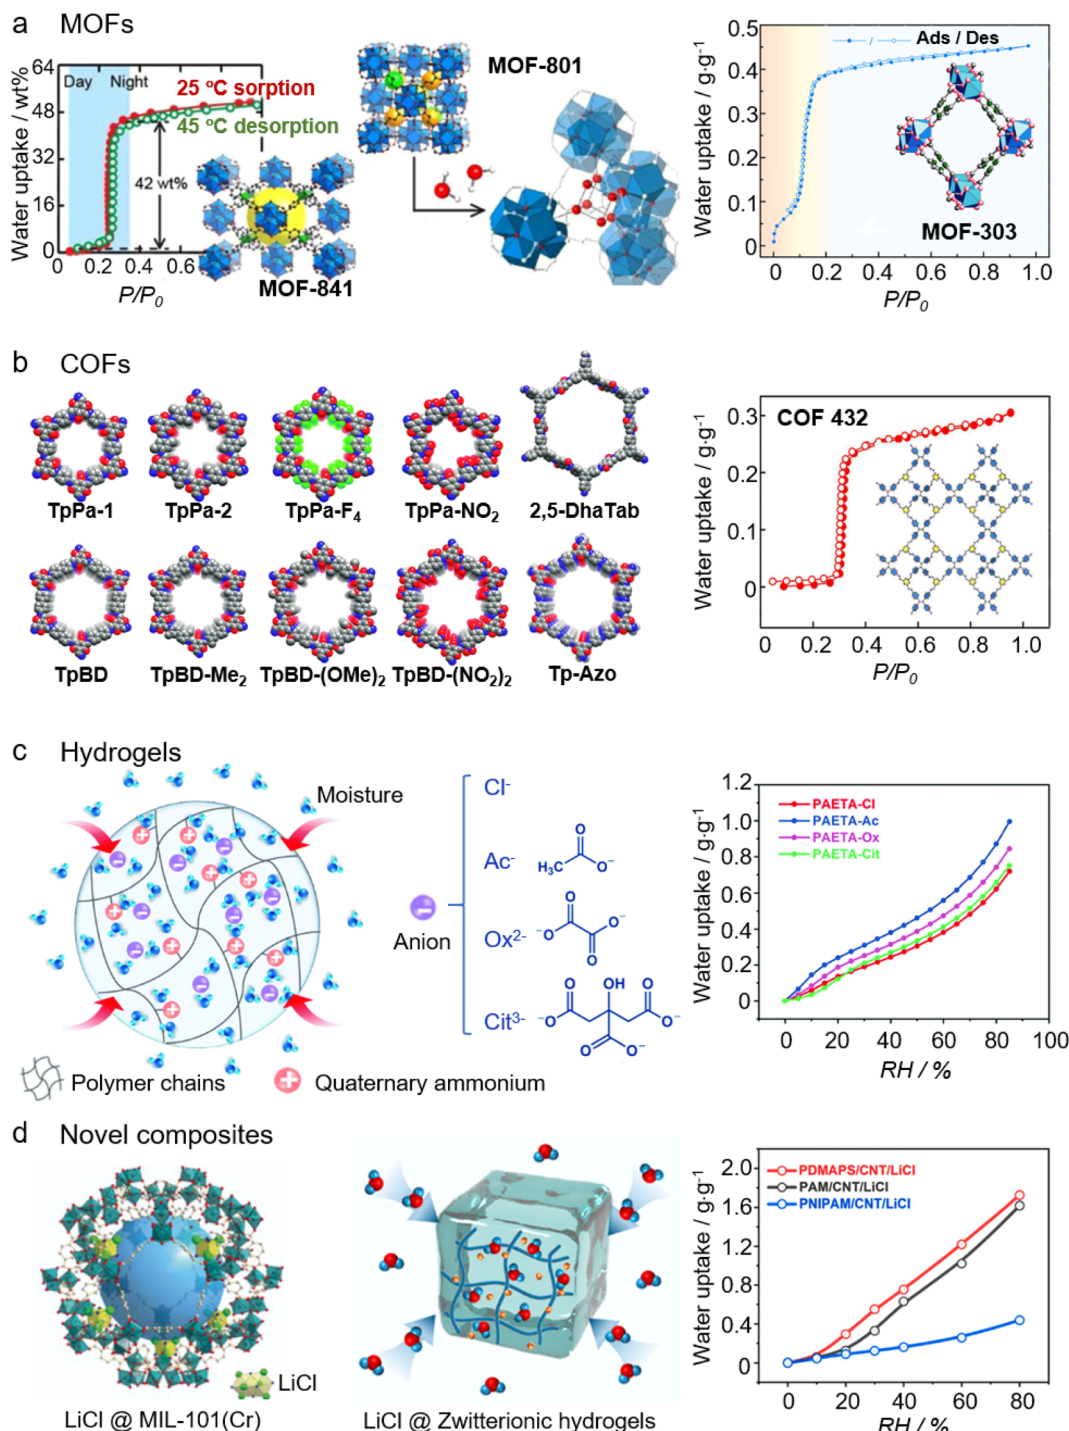 a MOFs
Water uptake / wt%
64
48
32
16
0
Day Night
25 °C sorption
45 °C desorption
42 wt%
0 0.2 0.4 0.6
P/P₀
MOF-841
MOF-801
Water uptake / g·g⁻¹
0.5
0.4
0.3
0.2
0.1
0
Ads / Des
MOF-303
0 0.2 0.4 0.6 0.8 1.0
P/P₀
b COFs
TpPa-1 TpPa-2 TpPa-F₄ TpPa-NO₂ 2,5-DhaTab
TpBD TpBD-Me₂ TpBD-(OMe)₂ TpBD-(NO₂)₂ Tp-Azo
Water uptake / g·g⁻¹
0.3
0.2
0.1
0
COF 432
0 0.2 0.4 0.6 0.8 1.0
P/P₀
c Hydrogels
Moisture
Anion
Cl⁻
Ac⁻
H₃C O O⁻
Ox²⁻
⁻O O O O⁻
Cit³⁻
O OH O
⁻O O⁻
O O⁻
Polymer chains
Quaternary ammonium
Water uptake / g·g⁻¹
1.2
1.0
0.8
0.6
0.4
0.2
0
PAETA-Cl
PAETA-Ac
PAETA-Ox
PAETA-Cit
0 20 40 60 80 100
RH / %
d Novel composites
LiCl
LiCl @ MIL-101(Cr)
LiCl @ Zwitterionic hydrogels
Water uptake / g·g⁻¹
2.0
1.6
1.2
0.8
0.4
0
PDMAPS/CNT/LiCl
PAM/CNT/LiCl
PNIPAM/CNT/LiCl
0 20 40 60 80
RH / %